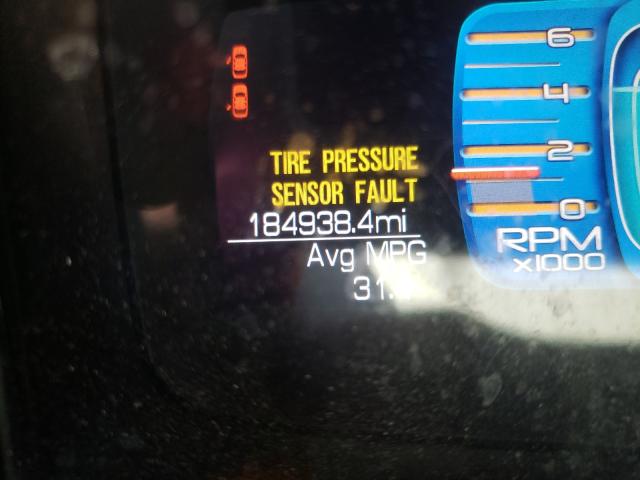 TIRE PRESSURE
SENSOR FAULT
184938.4mi
Avg MPG
6
4
2
0
RPM
x1000